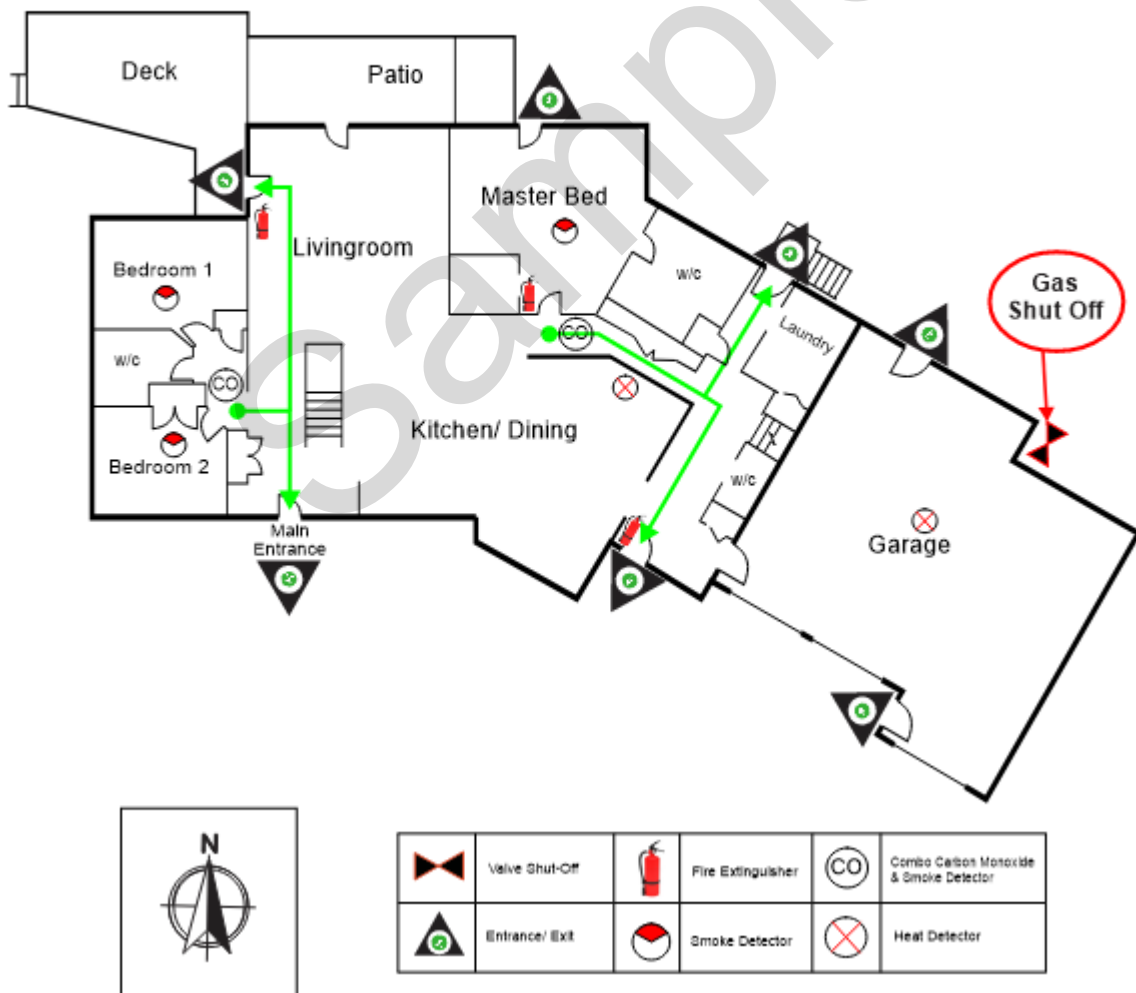 Sample
Deck
Patio
Master Bed
Livingroom
Bedroom 1
w/c
w/c
Gas
Shut Off
Laundry
CO
CO
Kitchen/ Dining
Bedroom 2
w/c
Main
Entrance
Garage
N
Valve Shut-Off
Fire Extinguisher
CO
Combo Carbon Monoxide
& Smoke Detector
Entrance/ Exit
Smoke Detector
Heat Detector